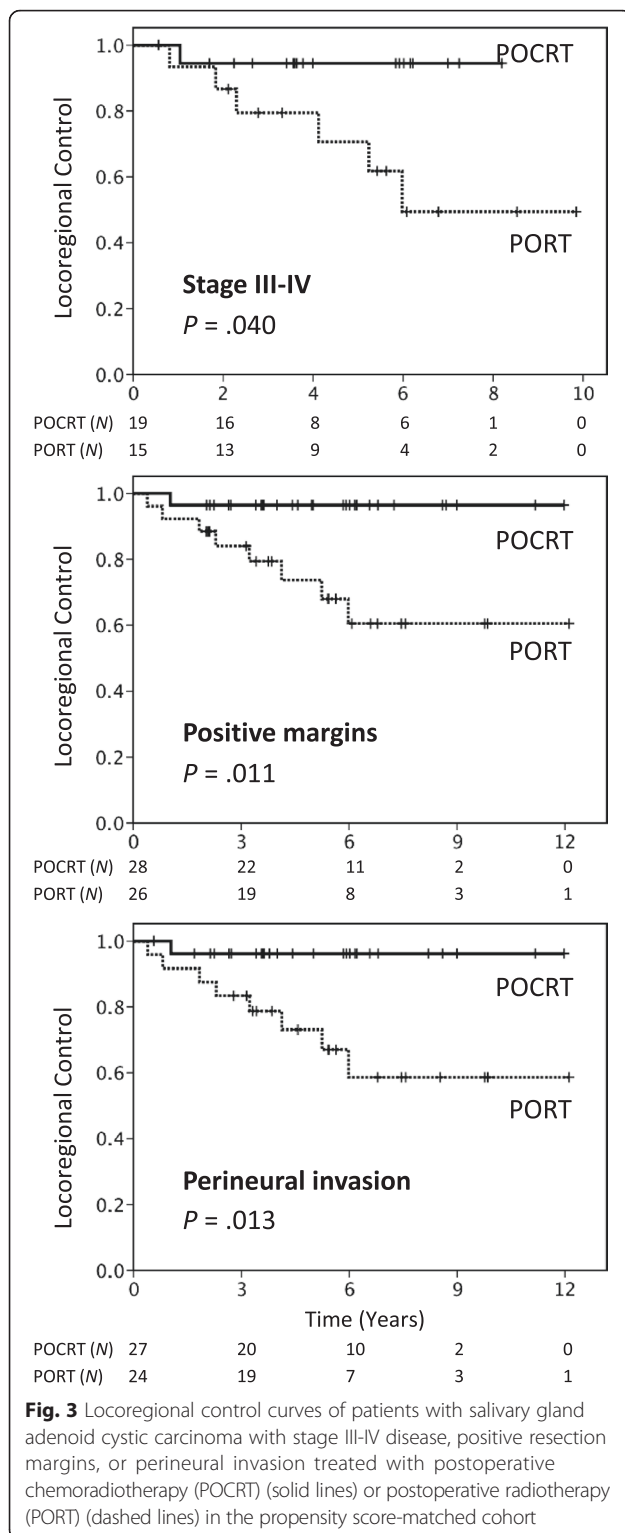 1.0
POCRT
0.8
0.6
PORT
0.4
Locoregional Control
Stage III-IV
0.2
P = .040
0.0
0 2 4 6 8 10
POCRT (N) 19 16 8 6 1 0
PORT (N) 15 13 9 4 2 0
1.0
POCRT
0.8
0.6
PORT
0.4
Locoregional Control
Positive margins
0.2
P = .011
0.0
0 3 6 9 12
POCRT (N) 28 22 11 2 0
PORT (N) 26 19 8 3 1
1.0
POCRT
0.8
0.6
PORT
0.4
Locoregional Control
Perineural invasion
0.2
P = .013
0.0
0 3 6 9 12
Time (Years)
POCRT (N) 27 20 10 2 0
PORT (N) 24 19 7 3 1
Fig. 3 Locoregional control curves of patients with salivary gland
adenoid cystic carcinoma with stage III-IV disease, positive resection
margins, or perineural invasion treated with postoperative
chemoradiotherapy (POCRT) (solid lines) or postoperative radiotherapy
(PORT) (dashed lines) in the propensity score-matched cohort